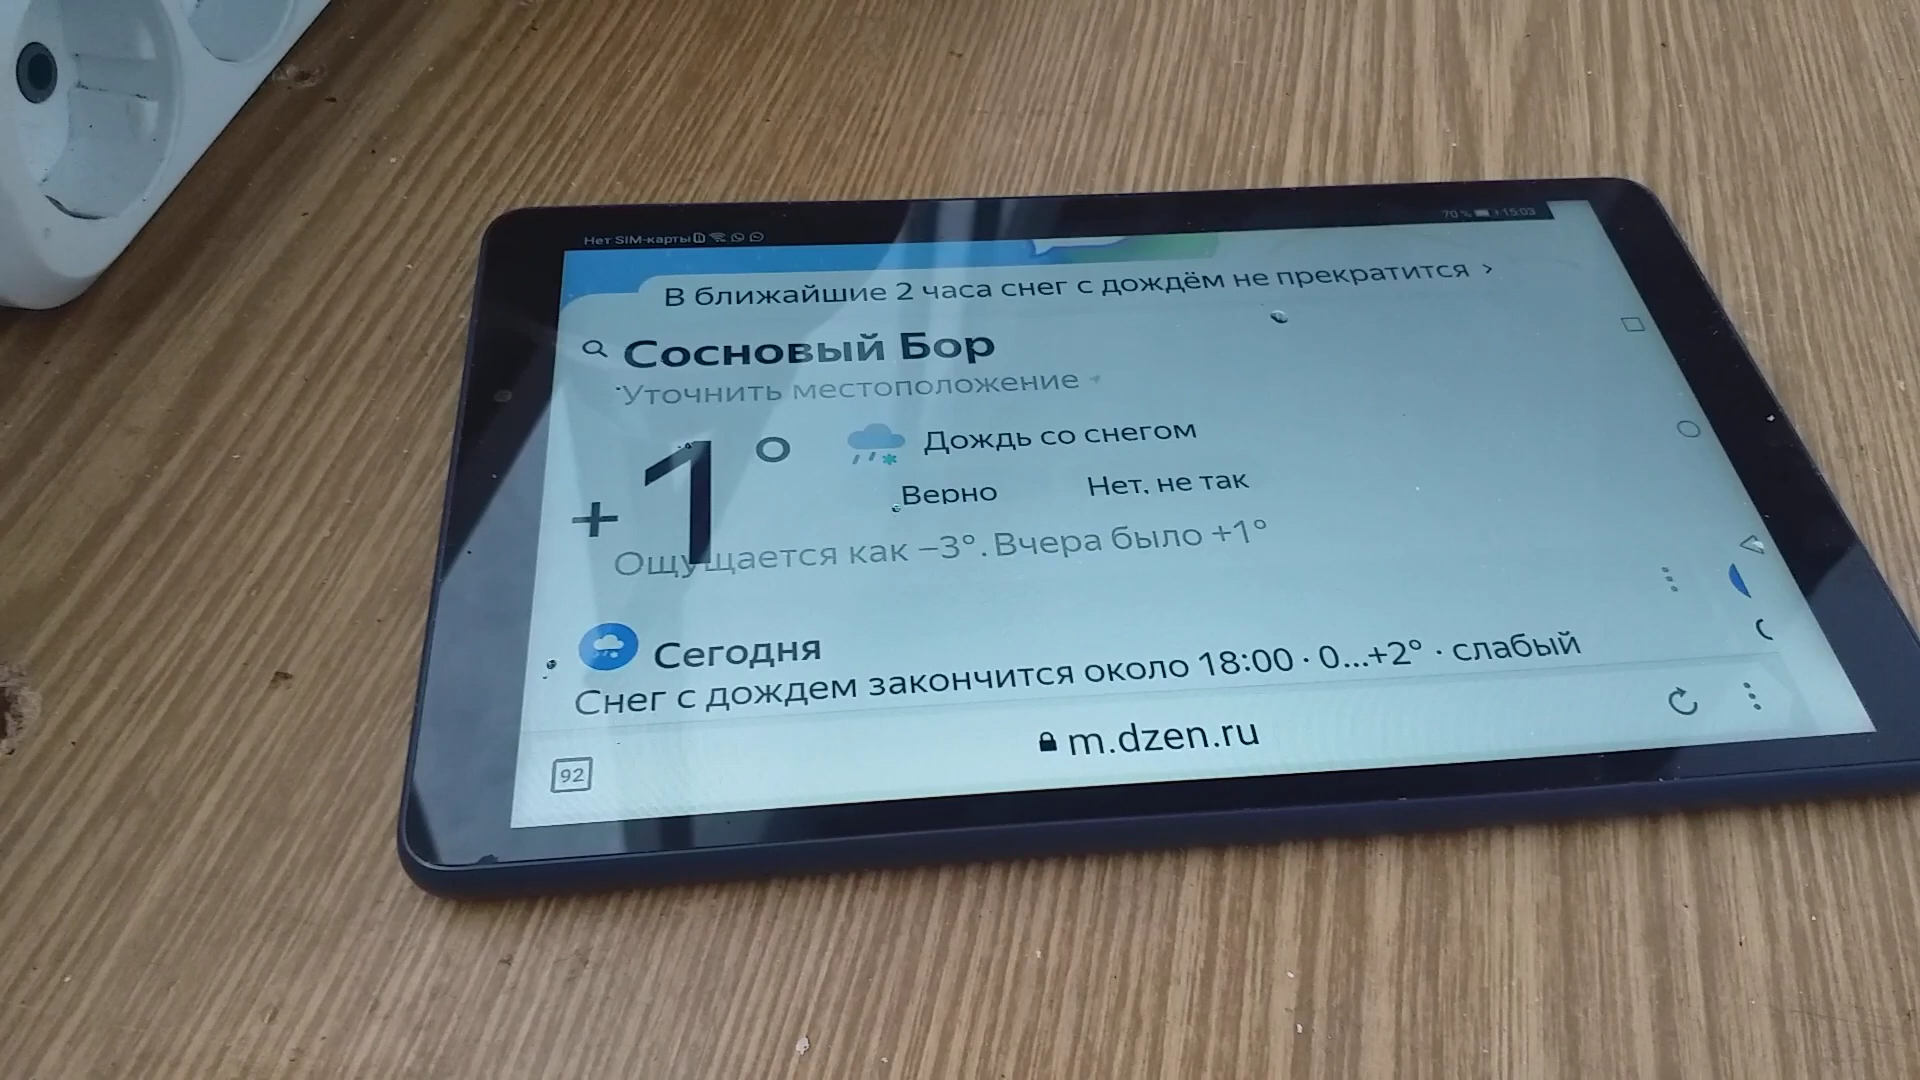 Нет SIM-карты
70 % 15:03
В ближайшие 2 часа снег с дождём не прекратится >
Сосновый Бор
Уточнить местоположение
+1° Дождь со снегом
Верно Нет, не так
Ощущается как −3°. Вчера было +1°
Сегодня
Снег с дождем закончится около 18:00 · 0...+2° · слабый
92 m.dzen.ru